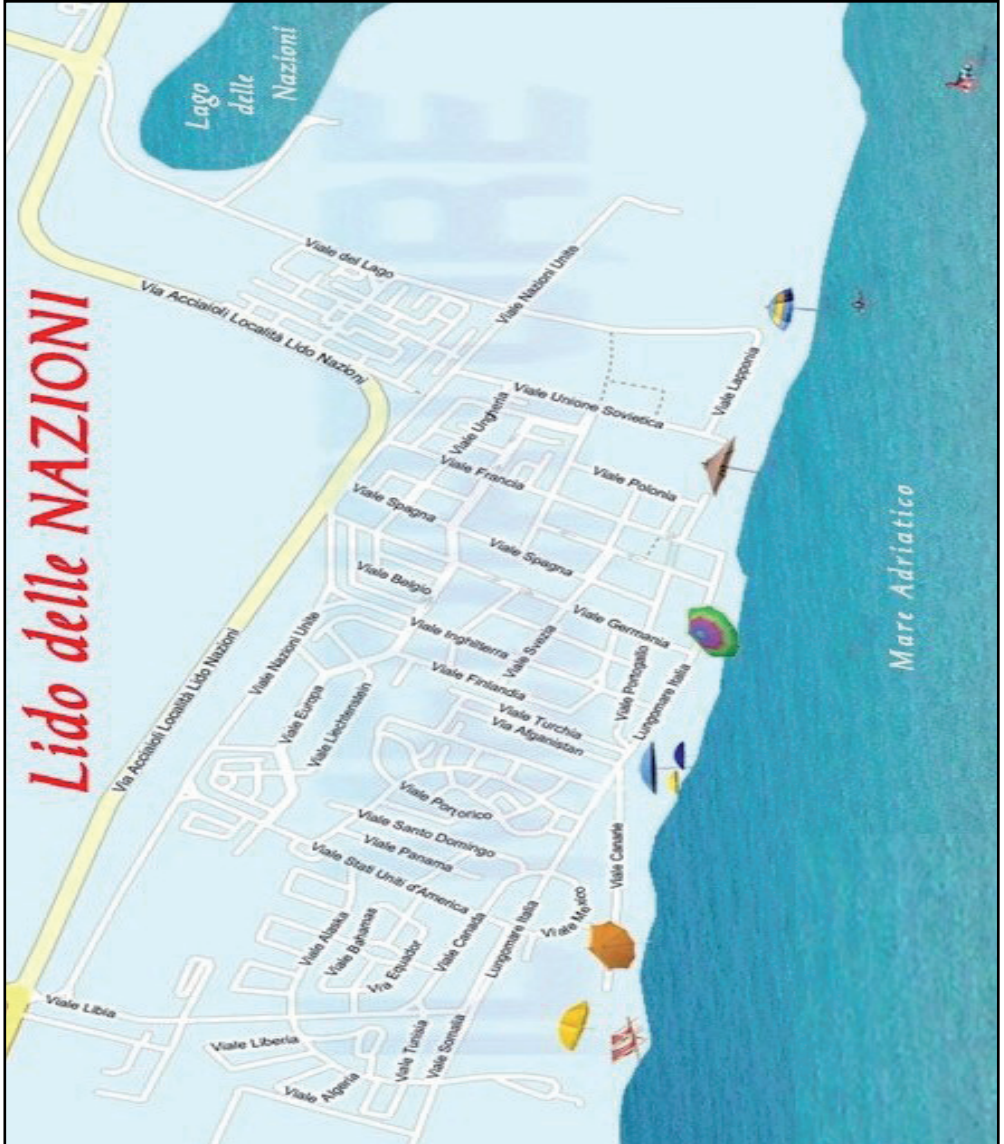 Lido delle NAZIONI
Lago
delle
Nazioni
Viale del Lago
Viale Nazioni Unite
Via Acciaioli Località Lido Nazioni
Viale Lapponia
Viale Unione Sovietica
Viale Ungheria
Viale Francia
Viale Polonia
Viale Spagna
Viale Spagna
Mare Adriatico
Viale Belgio
Viale Germania
Viale Inghilterra
Viale Svezia
Viale Nazioni Unite
Via Acciaioli Località Lido Nazioni
Viale Finlandia
Viale Portogallo
Lungomare Italia
Viale Europa
Viale Liechtenstein
Viale Turchia
Via Afganistan
Viale Portorico
Viale Santo Domingo
Viale Panama
Viale Canarie
Viale Stati Uniti d'America
Viale Mexico
Viale Alaska
Viale Bahamas
Via Equador
Viale Canada
Lungomare Italia
Viale Libia
Viale Liberia
Viale Tunisia
Viale Somalia
Viale Algeria